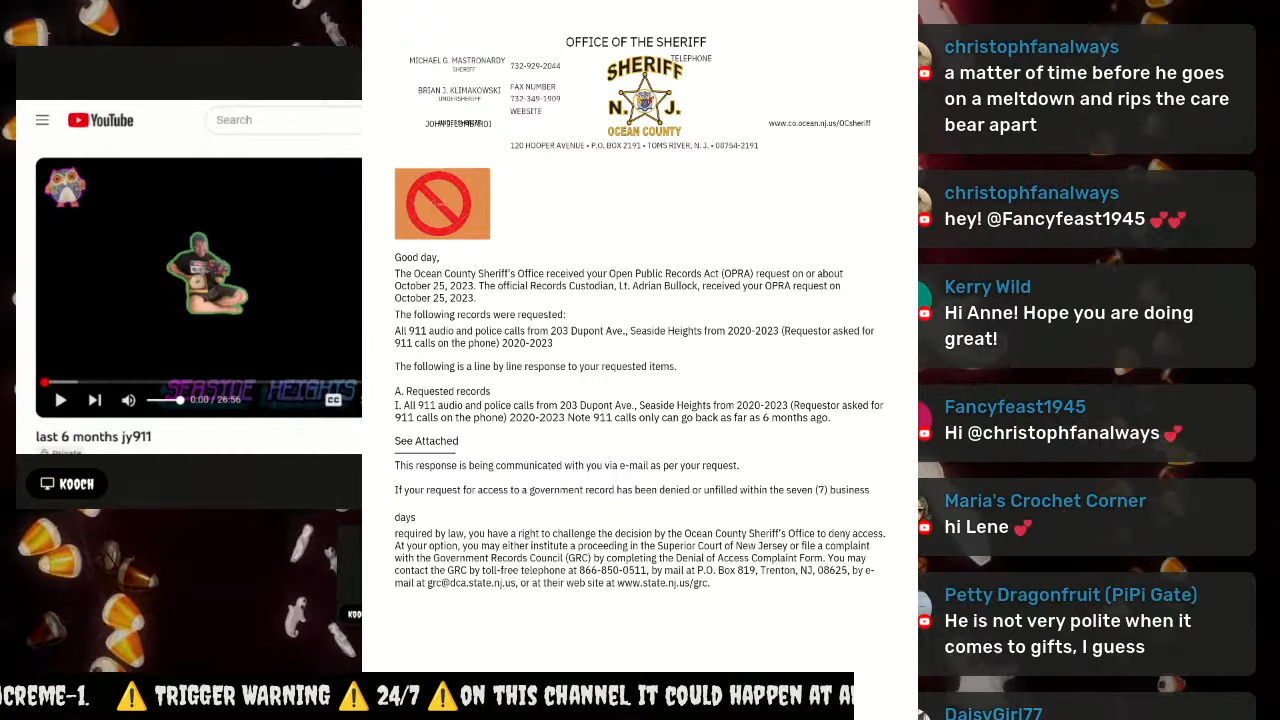 YouTube
Search
SEASIDE HEIGHTS
0:00 / 26:56
CC
last 6 months jy911
Private
KOOCH
OFFICE OF THE SHERIFF
MICHAEL G. MASTRONARDY
SHERIFF
BRIAN J. KLIMAKOWSKI
UNDERSHERIFF
732-929-2044
FAX NUMBER
732-349-1909
WEBSITE
TELEPHONE
SHERIFF
N. J.
OCEAN COUNTY
www.co.ocean.nj.us/OCsheriff
120 HOOPER AVENUE • P.O. BOX 2191 • TOMS RIVER, N. J. • 08754-2191
Good day,
The Ocean County Sheriff's Office received your Open Public Records Act (OPRA) request on or about
October 25, 2023. The official Records Custodian, Lt. Adrian Bullock, received your OPRA request on
October 25, 2023.
The following records were requested:
All 911 audio and police calls from 203 Dupont Ave., Seaside Heights from 2020-2023 (Requestor asked for
911 calls on the phone) 2020-2023
The following is a line by line response to your requested items.
A. Requested records
I. All 911 audio and police calls from 203 Dupont Ave., Seaside Heights from 2020-2023 (Requestor asked for
911 calls on the phone) 2020-2023 Note 911 calls only can go back as far as 6 months ago.
See Attached
This response is being communicated with you via e-mail as per your request.
If your request for access to a government record has been denied or unfilled within the seven (7) business
days
required by law, you have a right to challenge the decision by the Ocean County Sheriff's Office to deny access.
At your option, you may either institute a proceeding in the Superior Court of New Jersey or file a complaint
with the Government Records Council (GRC) by completing the Denial of Access Complaint Form. You may
contact the GRC by toll-free telephone at 866-850-0511, by mail at P.O. Box 819, Trenton, NJ, 08625, by e-
mail at grc@dca.state.nj.us, or at their web site at www.state.nj.us/grc.
christophfanalways
a matter of time before he goes
on a meltdown and rips the care
bear apart
christophfanalways
hey! @Fancyfeast1945 💕💕
Kerry Wild
Hi Anne! Hope you are doing
great!
Fancyfeast1945
Hi @christophfanalways 💕
Maria's Crochet Corner
hi Lene 💕
Petty Dragonfruit (PiPi Gate)
He is not very polite when it
comes to gifts, I guess
DaisyGirl77
CREME-1. ⚠️ TRIGGER WARNING ⚠️ 24/7 ⚠️ ON THIS CHANNEL. IT COULD HAPPEN AT